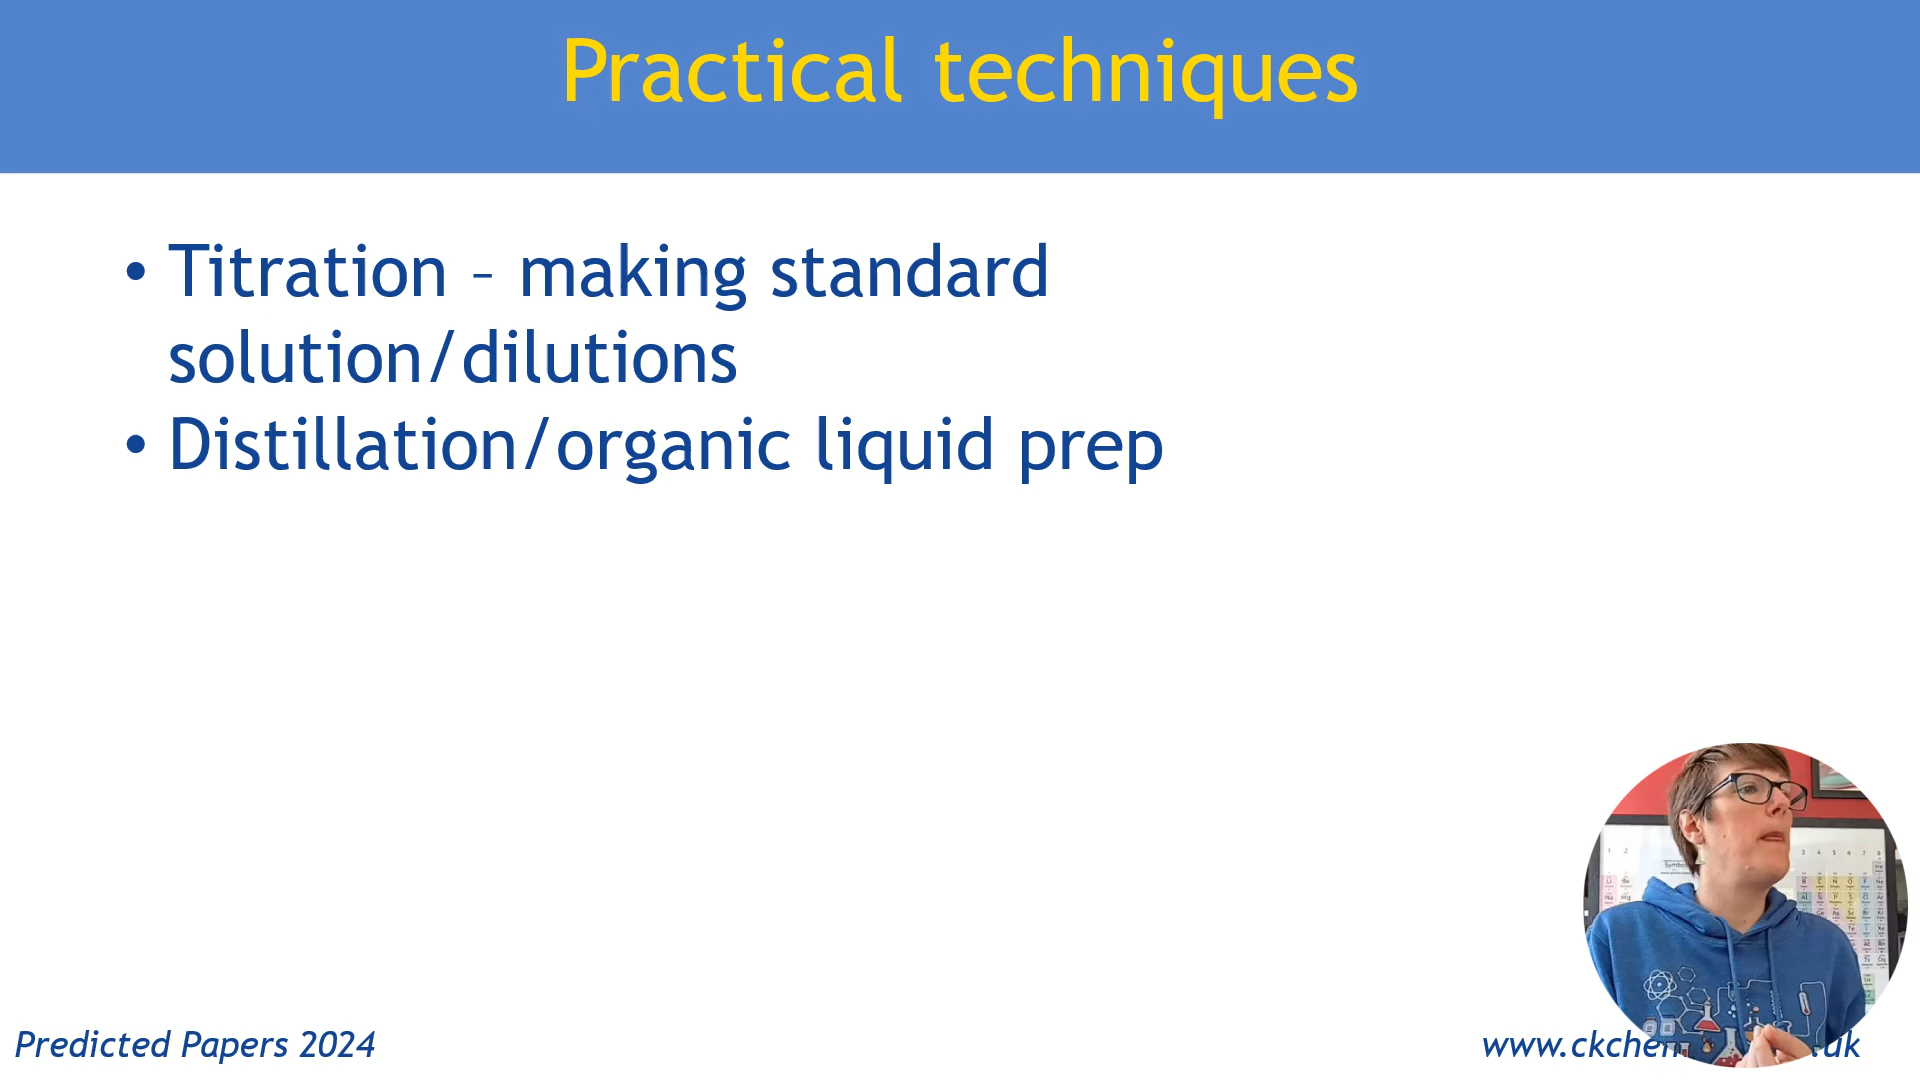 Practical techniques
• Titration – making standard
solution/dilutions
• Distillation/organic liquid prep
Predicted Papers 2024